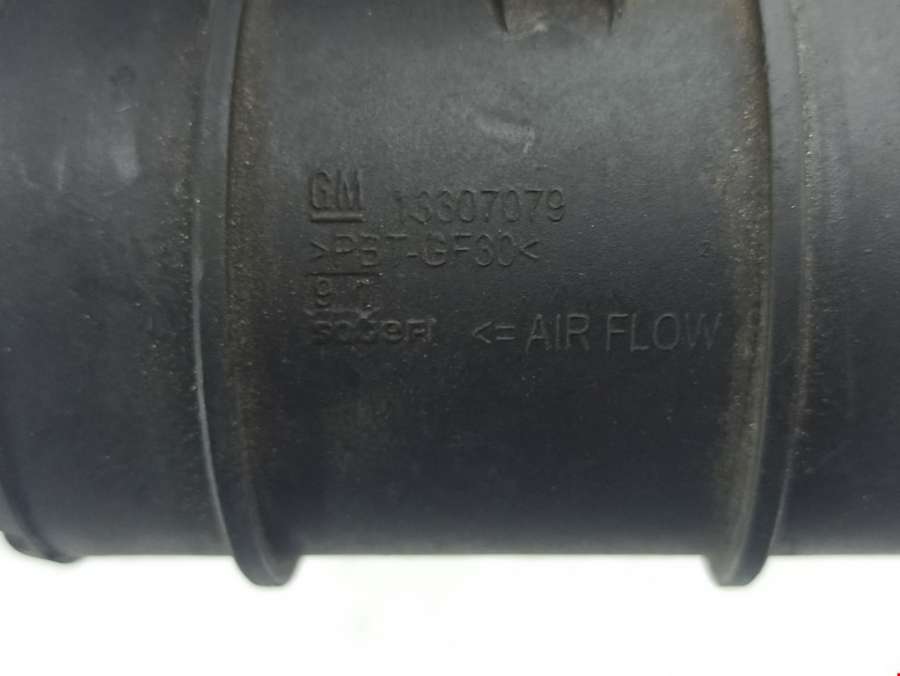 GM 13307079
>PBT-GF30<
<= AIR FLOW